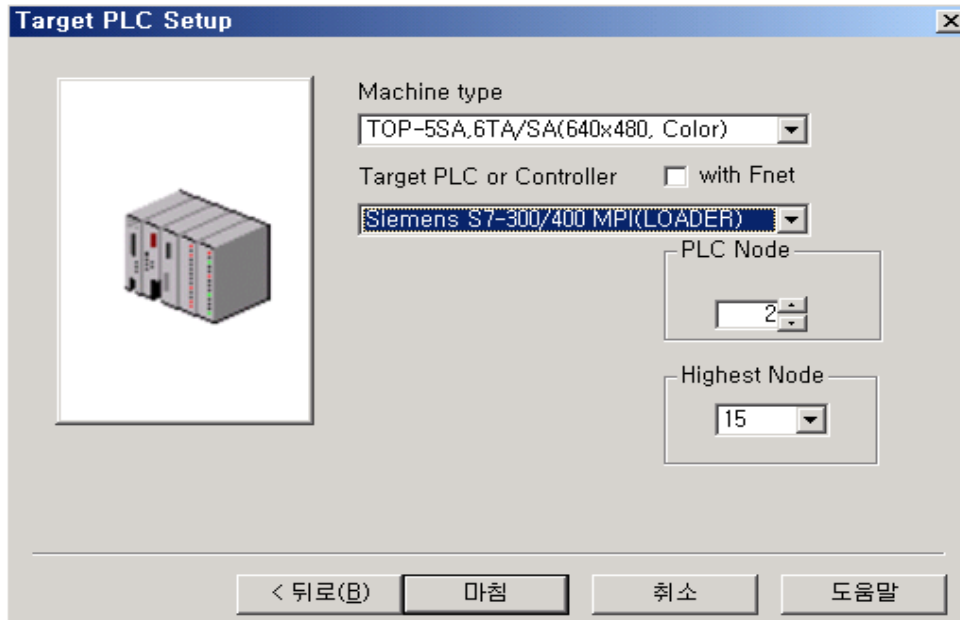 Target PLC Setup
Machine type
TOP-5SA,6TA/SA(640x480, Color)
Target PLC or Controller with Fnet
Siemens S7-300/400 MPI(LOADER)
PLC Node
2
Highest Node
15
< 뒤로(B) 마침 취소 도움말